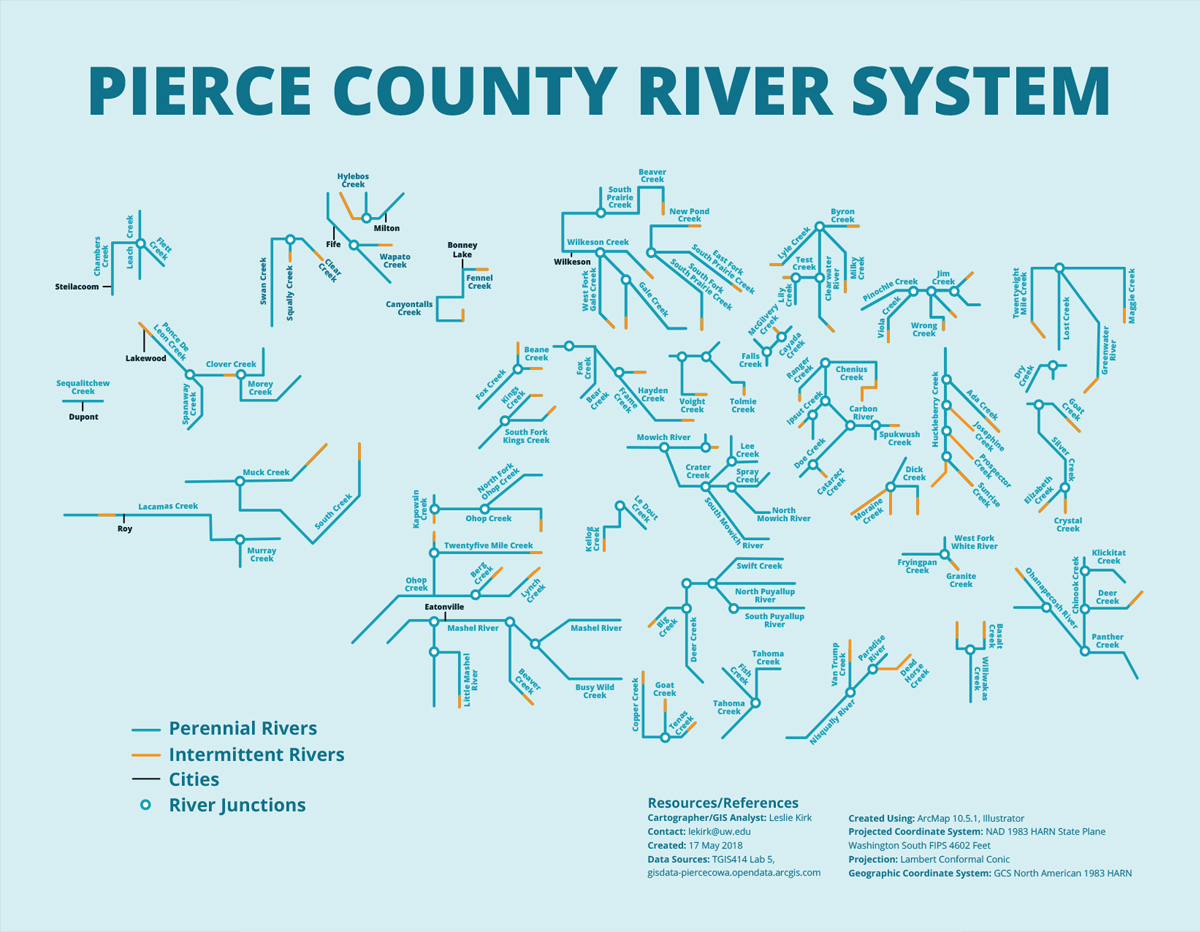 PIERCE COUNTY RIVER SYSTEM
Hylebos
Creek
Milton
Fife
Wapato
Creek
Chambers
Creek
Leach Creek
Flett
Creek
Steilacoom
Swan Creek
Squally Creek
Clear
Creek
Bonney
Lake
Fennel
Creek
Canyontalls
Creek
Beaver
Creek
South
Prairie
Creek
New Pond
Creek
Wilkeson Creek
Wilkeson
East Fork
South Prairie Creek
South Fork
South Prairie Creek
West Fork
Gale Creek
Gale Creek
Byron
Creek
Lyle Creek
Test
Creek
Lily
Creek
Clearwater
River
Milky
Creek
Pinochle Creek
Jim
Creek
Viola
Creek
Wrong
Creek
Twentyeight
Mile Creek
Lost Creek
Maggie Creek
Greenwater
River
Ponce De
Leon Creek
Lakewood
Clover Creek
Morey
Creek
Spanaway
Creek
Sequalitchew
Creek
Dupont
Beane
Creek
Fox Creek
Kings
Creek
South Fork
Kings Creek
Fox
Creek
Bear
Creek
Frame
Creek
Hayden
Creek
Voight
Creek
Tolmie
Creek
McGilvery
Creek
Cayada
Creek
Falls
Creek
Ranger
Creek
Chenius
Creek
Ipsut Creek
Carbon
River
Spukwush
Creek
Doe Creek
Cataract
Creek
Huckleberry Creek
Ada Creek
Josephine
Creek
Prospector
Creek
Sunrise
Creek
Dry
Creek
Goat
Creek
Silver
Creek
Elizabeth
Creek
Crystal
Creek
Muck Creek
South Creek
Lacamas Creek
Roy
Murray
Creek
Mowich River
Lee
Creek
Crater
Creek
Spray
Creek
North
Mowich River
South Mowich
River
Dick
Creek
Moraine
Creek
North Fork
Ohop Creek
Kapowsin
Creek
Ohop Creek
Le Dout
Creek
Kellog
Creek
Twentyfive Mile Creek
Ohop
Creek
Berg
Creek
Lynch
Creek
Eatonville
Mashel River
Mashel River
Little Mashel
River
Beaver
Creek
Busy Wild
Creek
Swift Creek
North Puyallup
River
South Puyallup
River
Big
Creek
Deer Creek
West Fork
White River
Fryingpan
Creek
Granite
Creek
Ohanapecosh River
Chinook Creek
Klickitat
Creek
Deer
Creek
Panther
Creek
Copper Creek
Goat
Creek
Tenas
Creek
Tahoma
Creek
Fish
Creek
Tahoma
Creek
Van Trump
Creek
Paradise
River
Dead
Horse
Creek
Nisqually River
Basalt
Creek
Williwakas
Creek
Perennial Rivers
Intermittent Rivers
Cities
River Junctions
Resources/References
Cartographer/GIS Analyst: Leslie Kirk
Contact: lekirk@uw.edu
Created: 17 May 2018
Data Sources: TGIS414 Lab 5,
gisdata-piercecowa.opendata.arcgis.com
Created Using: ArcMap 10.5.1, Illustrator
Projected Coordinate System: NAD 1983 HARN State Plane
Washington South FIPS 4602 Feet
Projection: Lambert Conformal Conic
Geographic Coordinate System: GCS North American 1983 HARN